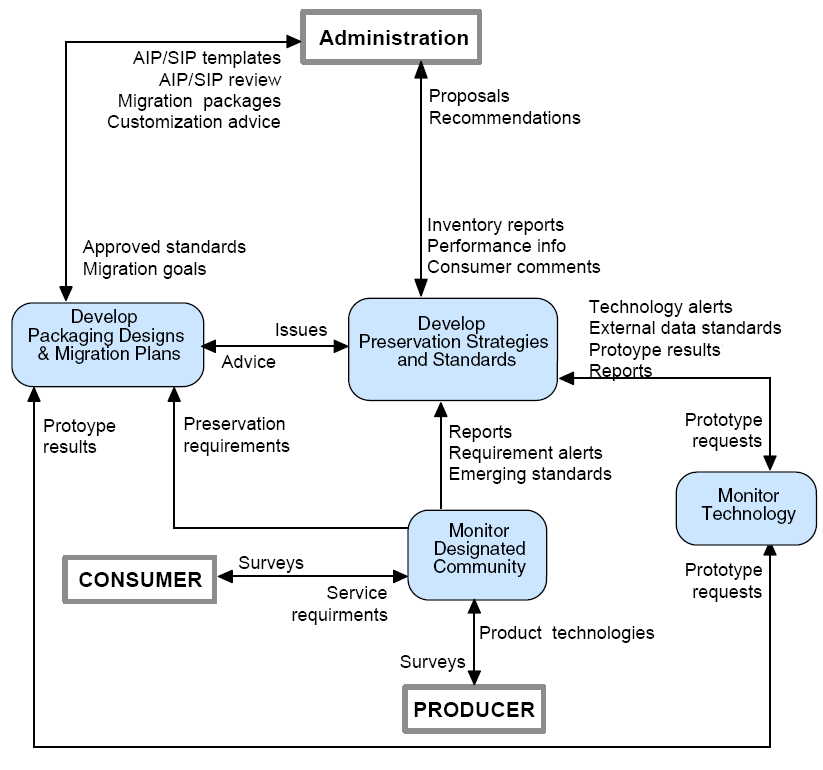 Administration
AIP/SIP templates
AIP/SIP review
Migration packages
Customization advice
Proposals
Recommendations
Approved standards
Migration goals
Inventory reports
Performance info
Consumer comments
Develop
Packaging Designs
& Migration Plans
Issues
Advice
Develop
Preservation Strategies
and Standards
Technology alerts
External data standards
Protoype results
Reports
Protoype
results
Preservation
requirements
Reports
Requirement alerts
Emerging standards
Prototype
requests
Monitor
Technology
Monitor
Designated
Community
CONSUMER
Surveys
Service
requirments
Prototype
requests
Product technologies
Surveys
PRODUCER